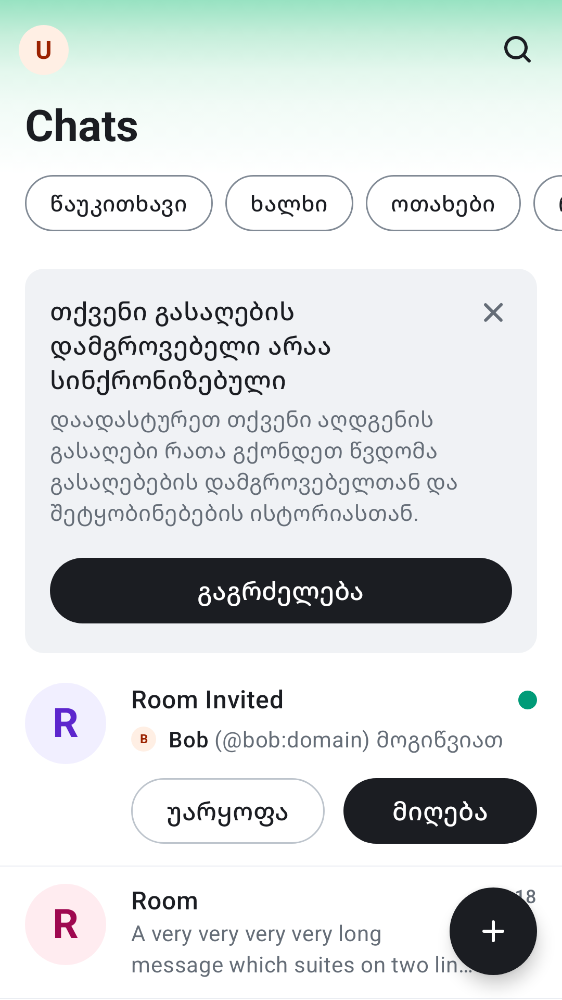 U
Chats
წაუკითხავი ხალხი ოთახები
თქვენი გასაღების
დამგროვებელი არაა
სინქრონიზებული
დაადასტურეთ თქვენი აღდგენის
გასაღები რათა გქონდეთ წვდომა
გასაღებების დამგროვებელთან და
შეტყობინებების ისტორიასთან.
გაგრძელება
R
Room Invited
B Bob (@bob:domain) მოგიწვიათ
უარყოფა მიღება
R
Room 18
A very very very very long
message which suites on two lin…